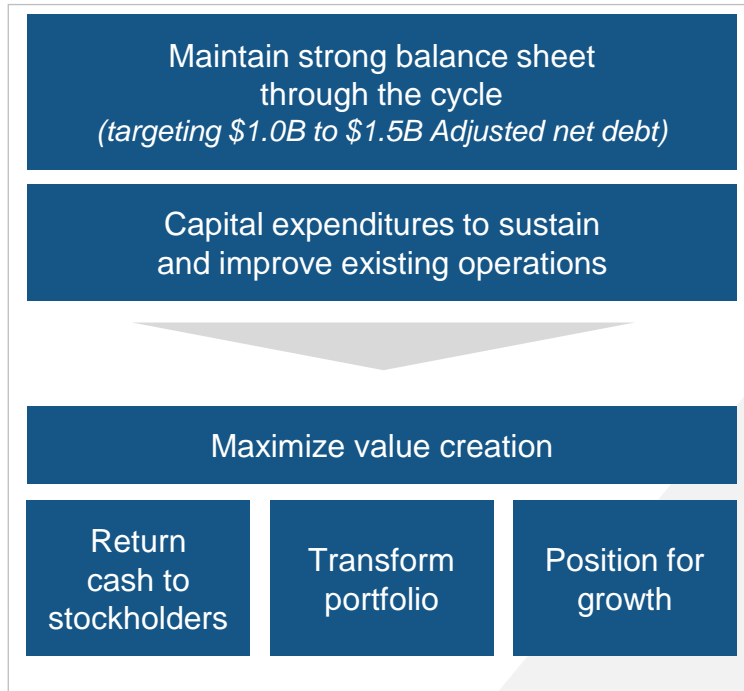 Maintain strong balance sheet
through the cycle
(targeting $1.0B to $1.5B Adjusted net debt)
Capital expenditures to sustain
and improve existing operations
Maximize value creation
Return
cash to
stockholders
Transform
portfolio
Position for
growth